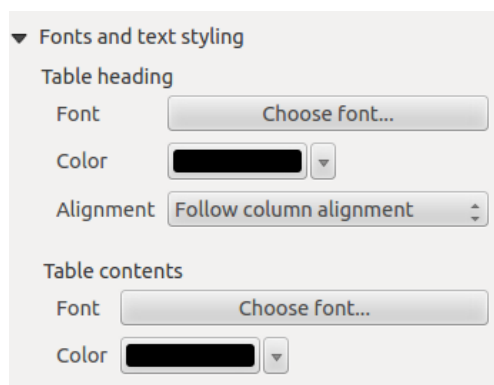 Fonts and text styling
Table heading
Font Choose font...
Color
Alignment Follow column alignment
Table contents
Font Choose font...
Color